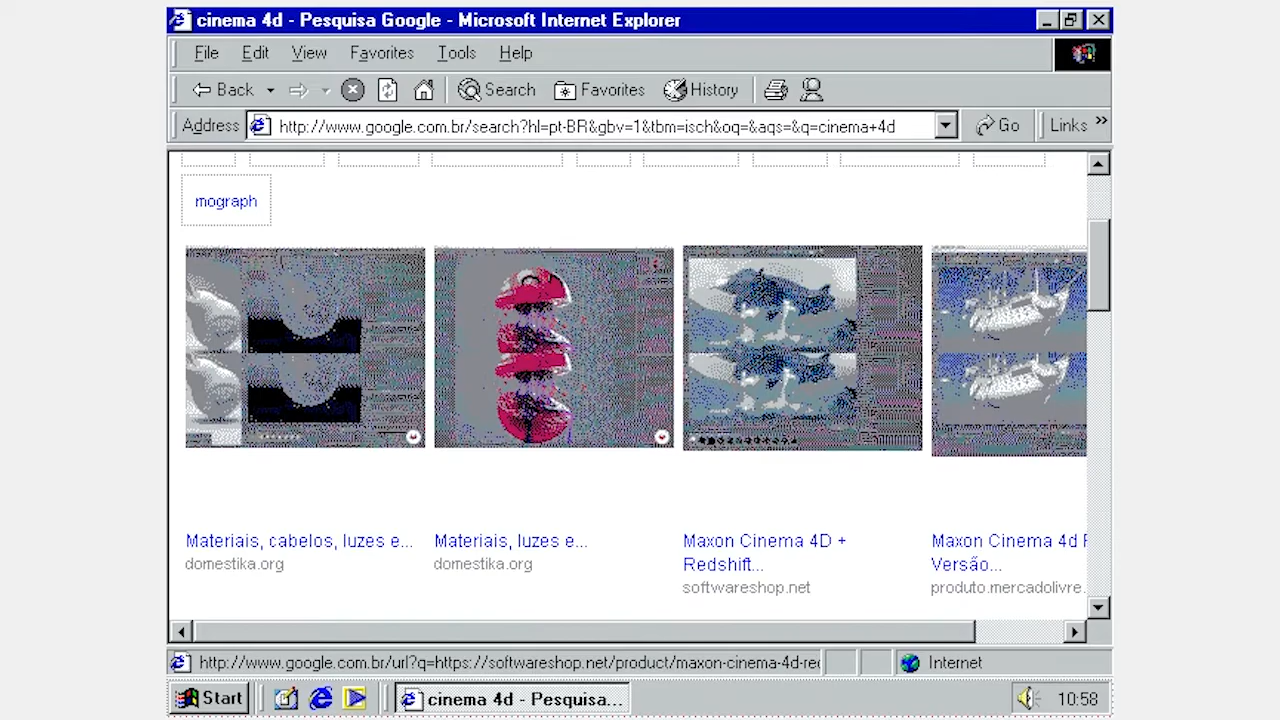 cinema 4d - Pesquisa Google - Microsoft Internet Explorer
File Edit View Favorites Tools Help
Back Search Favorites History
Address http://www.google.com.br/search?hl=pt-BR&gbv=1&tbm=isch&oq=&aqs=&q=cinema+4d Go Links »
mograph
Materiais, cabelos, luzes e...
domestika.org
Materiais, luzes e...
domestika.org
Maxon Cinema 4D +
Redshift...
softwareshop.net
Maxon Cinema 4d
Versão...
produto.mercadolivre.
http://www.google.com.br/url?q=https://softwareshop.net/product/maxon-cinema-4d-re Internet
Start cinema 4d - Pesquisa... 10:58